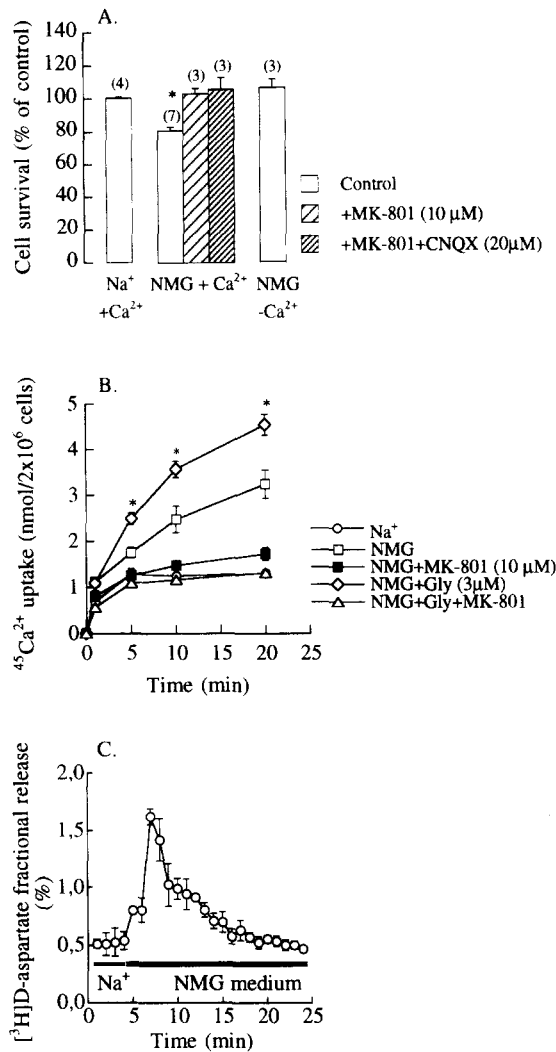 A.
Cell survival (% of control)
140
120
100
80
60
40
20
0
(4)
*
(7)
(3)
(3)
(3)
Na⁺
+Ca²⁺
NMG + Ca²⁺
NMG
-Ca²⁺
Control
+MK-801 (10 µM)
+MK-801+CNQX (20µM)
B.
⁴⁵Ca²⁺ uptake (nmol/2x10⁶ cells)
5
4
3
2
1
0
*
*
*
0 5 10 15 20 25
Time (min)
Na⁺
NMG
NMG+MK-801 (10 µM)
NMG+Gly (3µM)
NMG+Gly+MK-801
C.
[³H]D-aspartate fractional release
(%)
2,0
1,5
1,0
0,5
0,0
Na⁺ NMG medium
0 5 10 15 20 25
Time (min)